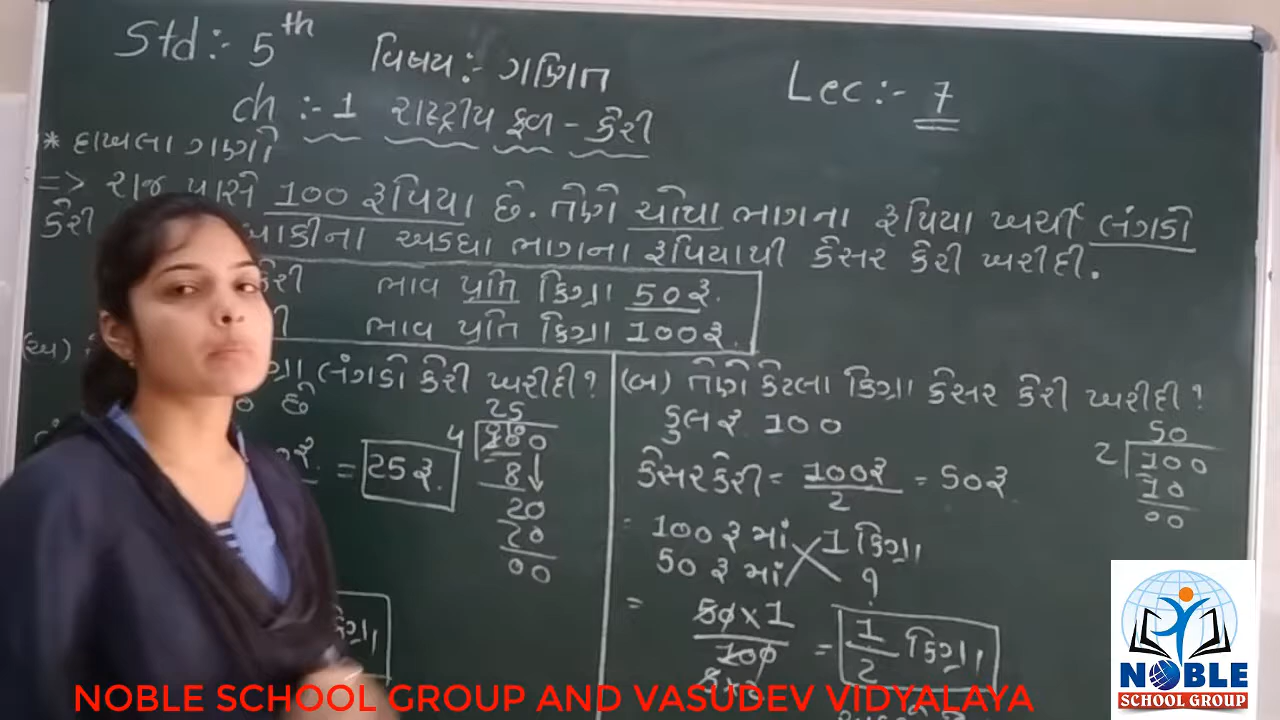 Std:- 5th
વિષય:- ગણિત
Lec:- 7
ch :- 1 રાષ્ટ્રીય ફળ - કેરી
* દાખલા ગણો
=> રાજ પાસે 100 રૂપિયા છે. તેણે ચોથા ભાગના રૂપિયા ખર્ચી લંગડો
કેરી બાકીના અડધા ભાગના રૂપિયાથી કેસર કેરી ખરીદી.
કેરી ભાવ પ્રતિ કિગ્રા 50રૂ.
ભાવ પ્રતિ કિગ્રા 100રૂ.
(અ) લંગડો કેરી ખરીદી?
છે
= 25રૂ.
25
4 100
8
20
20
00
કિગ્રા
(બ) તેણે કેટલા કિગ્રા કેસર કેરી ખરીદી?
કુલ રૂ 100
કેસર કેરી = 100રૂ / 2 = 50રૂ
50
2 100
10
00
100 રૂ માં 1 કિગ્રા
50 રૂ માં ?
= 50x1 / 100 = 1/2 કિગ્રા
NOBLE
SCHOOL GROUP
NOBLE SCHOOL GROUP AND VASUDEV VIDYALAYA